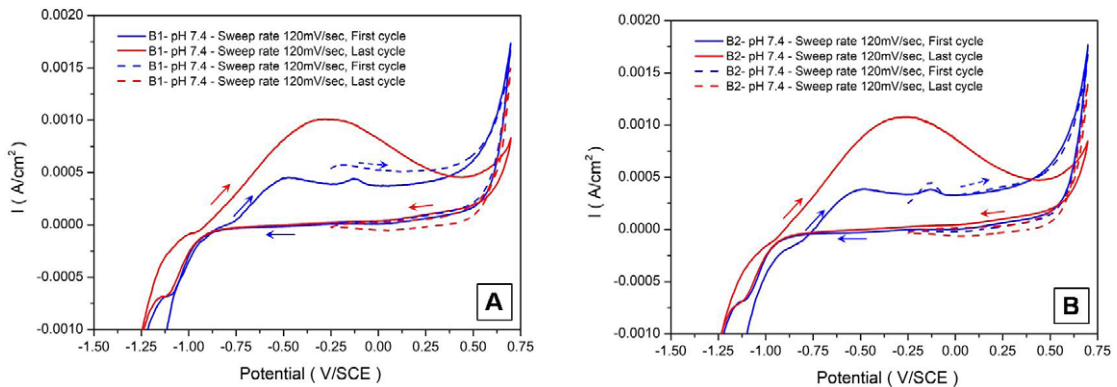 B1- pH 7.4 - Sweep rate 120mV/sec, First cycle
B1- pH 7.4 - Sweep rate 120mV/sec, Last cycle
B1- pH 7.4 - Sweep rate 120mV/sec, First cycle
B1- pH 7.4 - Sweep rate 120mV/sec, Last cycle
0.0020
0.0015
0.0010
0.0005
0.0000
-0.0005
-0.0010
I ( A/cm²)
-1.50 -1.25 -1.00 -0.75 -0.50 -0.25 0.00 0.25 0.50 0.75
Potential ( V/SCE)
A
B2- pH 7.4 - Sweep rate 120mV/sec, First cycle
B2- pH 7.4 - Sweep rate 120mV/sec, Last cycle
B2- pH 7.4 - Sweep rate 120mV/sec, First cycle
B2- pH 7.4 - Sweep rate 120mV/sec, Last cycle
0.0020
0.0015
0.0010
0.0005
0.0000
-0.0005
-0.0010
I ( A/cm²)
-1.50 -1.25 -1.00 -0.75 -0.50 -0.25 0.00 0.25 0.50 0.75
Potential ( V/SCE)
B